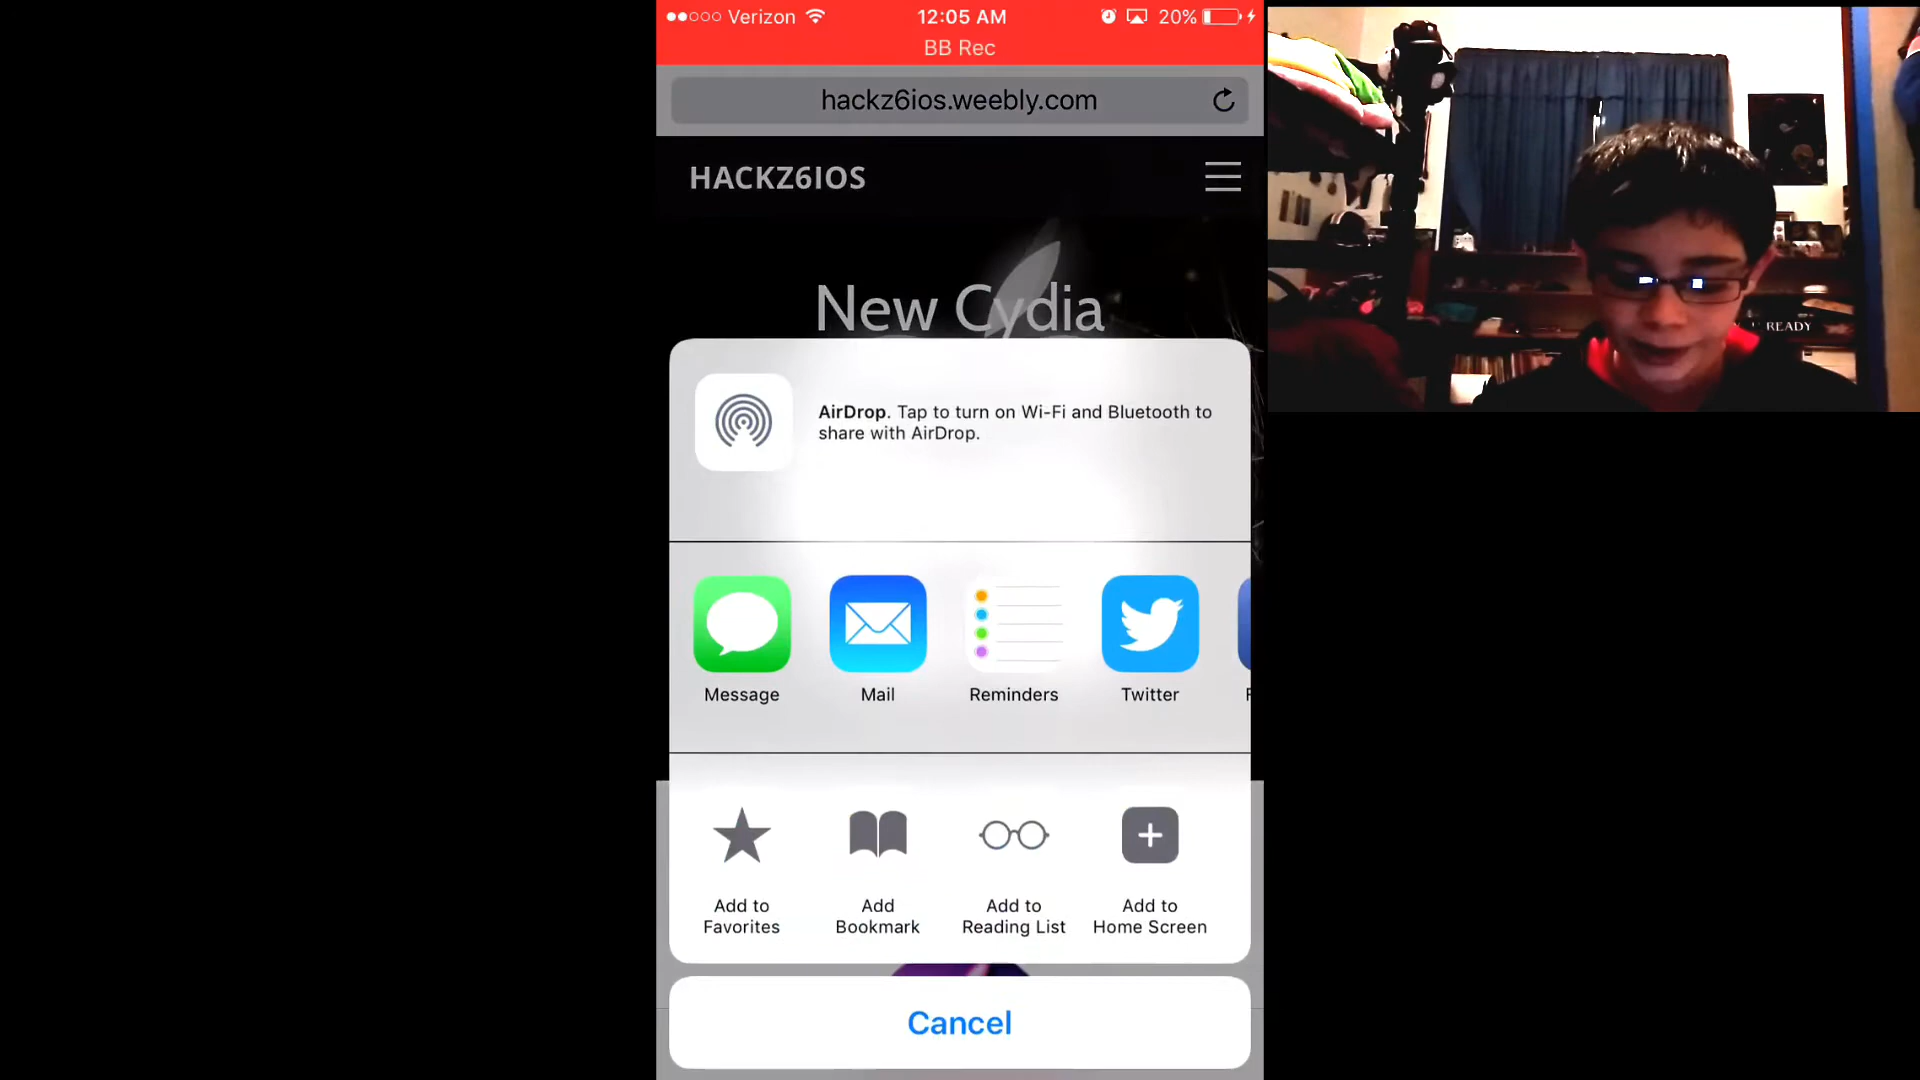 Verizon 12:05 AM 20%
BB Rec
hackz6ios.weebly.com
HACKZ6IOS
New Cydia
AirDrop. Tap to turn on Wi-Fi and Bluetooth to
share with AirDrop.
Message Mail Reminders Twitter F
Add to Favorites
Add Bookmark
Add to Reading List
Add to Home Screen
Cancel
READY